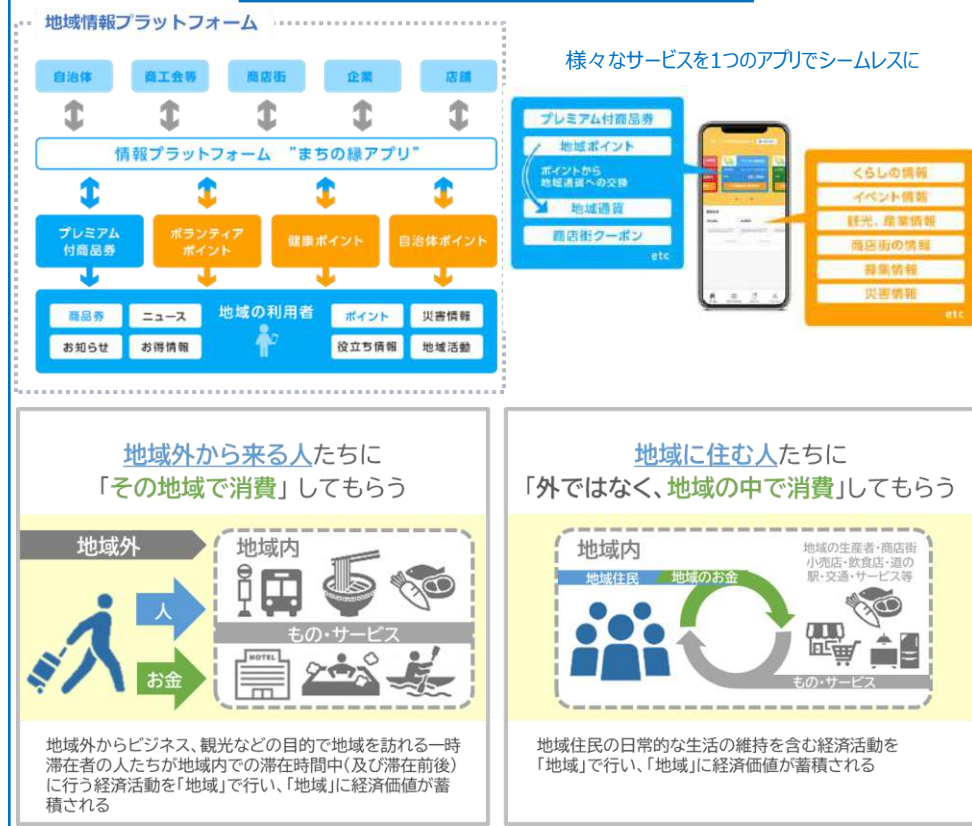 地域情報プラットフォーム
自治体
商工会等
商店街
企業
店舗
情報プラットフォーム "まちの縁アプリ"
プレミアム
付商品券
ボランティア
ポイント
健康ポイント
自治体ポイント
商品券
ニュース
地域の利用者
ポイント
災害情報
お知らせ
お得情報
役立ち情報
地域活動
様々なサービスを1つのアプリでシームレスに
プレミアム付商品券
地域ポイント
ポイントから
地域通貨への交換
地域通貨
商店街クーポン
etc
くらしの情報
イベント情報
観光、産業情報
商店街の情報
募集情報
災害情報
etc
地域外から来る人たちに
「その地域で消費」してもらう
地域外
地域内
人
もの・サービス
お金
HOTEL
地域外からビジネス、観光などの目的で地域を訪れる一時
滞在者の人たちが地域内での滞在時間中(及び滞在前後)
に行う経済活動を「地域」で行い、「地域」に経済価値が蓄
積される
地域に住む人たちに
「外ではなく、地域の中で消費」してもらう
地域内
地域の生産者・商店街
小売店・飲食店・道の
駅・交通・サービス等
地域住民
地域のお金
もの・サービス
地域住民の日常的な生活の維持を含む経済活動を
「地域」で行い、「地域」に経済価値が蓄積される